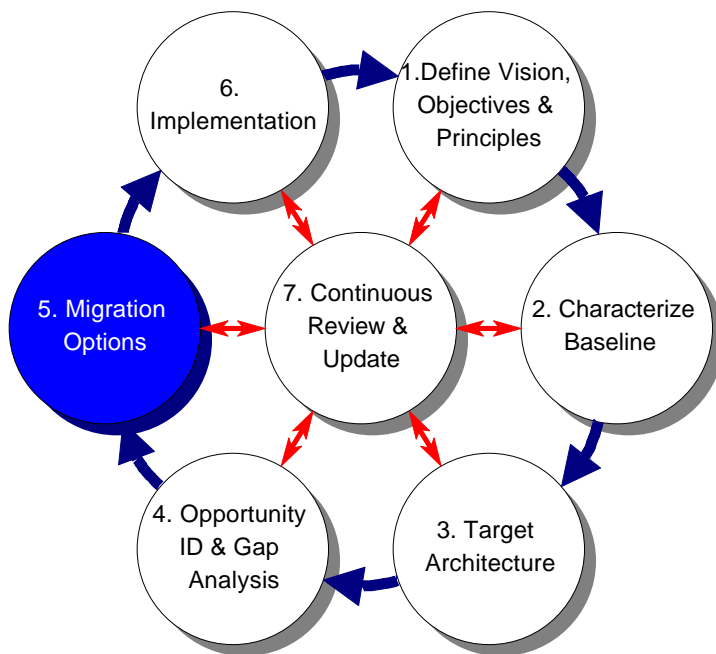 1.Define Vision,
Objectives &
Principles
2. Characterize
Baseline
3. Target
Architecture
4. Opportunity
ID & Gap
Analysis
5. Migration
Options
6.
Implementation
7. Continuous
Review &
Update